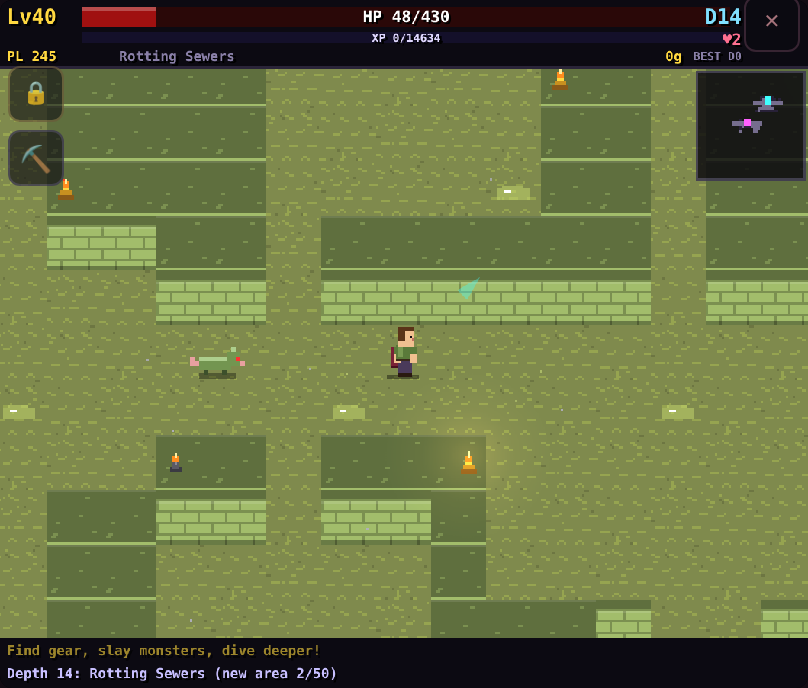 Lv40
HP 48/430
D14
×
XP 0/14634
♥2
PL 245
Rotting Sewers
0g
BEST D0
Find gear, slay monsters, dive deeper!
Depth 14: Rotting Sewers (new area 2/50)